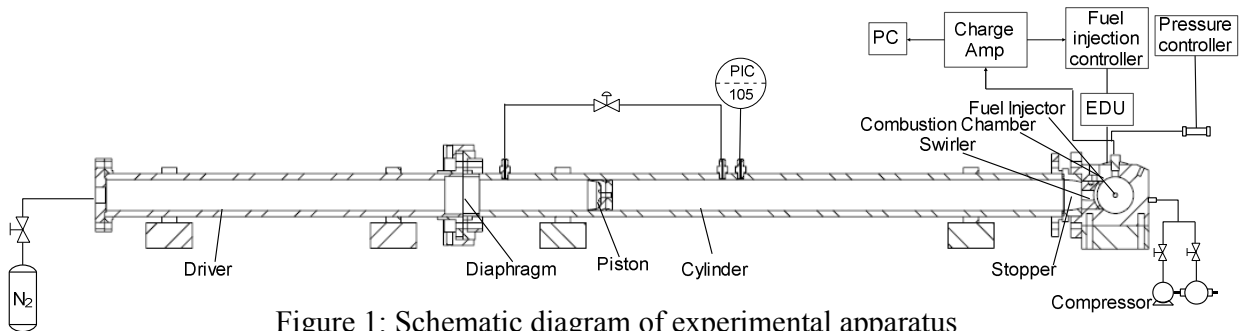 PC
Charge
Amp
Fuel
injection
controller
Pressure
controller
PIC
105
EDU
Fuel Injector
Combustion Chamber
Swirler
Driver
Diaphragm
Piston
Cylinder
Stopper
N2
Compressor
Figure 1: Schematic diagram of experimental apparatus